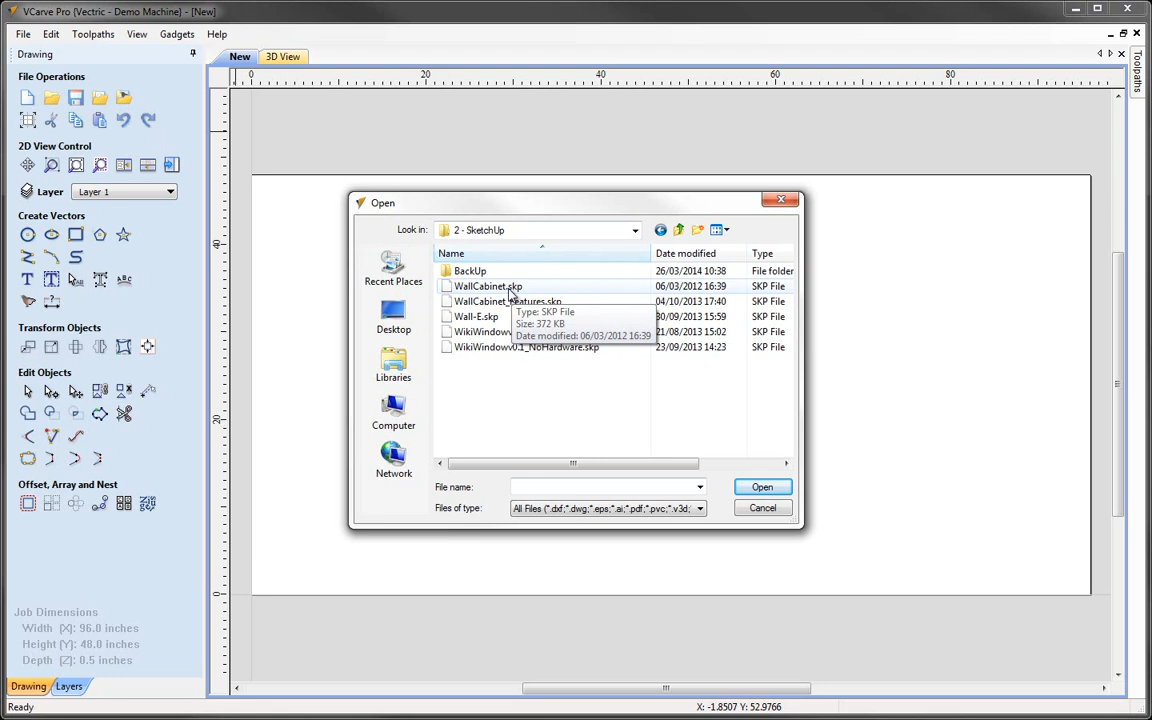 VCarve Pro {Vectric - Demo Machine} - [New]
File Edit Toolpaths View Gadgets Help
Drawing
New
3D View
Toolpaths
File Operations
0 20 40 60 80
2D View Control
Layer
Layer 1
Create Vectors
Transform Objects
Edit Objects
Offset, Array and Nest
40
20
0
Open
Look in:
2 - SketchUp
Recent Places
Desktop
Libraries
Computer
Network
Name Date modified Type
BackUp 26/03/2014 10:38 File folder
WallCabinet.skp 06/03/2012 16:39 SKP File
04/10/2013 17:40 SKP File
Wall-E.skp 30/09/2013 15:59 SKP File
WikiWindow 21/08/2013 15:02 SKP File
WikiWindowv0.1_NoHardware.skp 23/09/2013 14:23 SKP File
Type: SKP File
Size: 372 KB
Date modified: 06/03/2012 16:39
File name:
Open
Files of type:
All Files (*.dxf;*.dwg;*.eps;*.ai;*.pdf;*.pvc;*.v3d;
Cancel
Job Dimensions
Width (X): 96.0 inches
Height (Y): 48.0 inches
Depth (Z): 0.5 inches
Drawing
Layers
Ready
X: -1.8507 Y: 52.9766